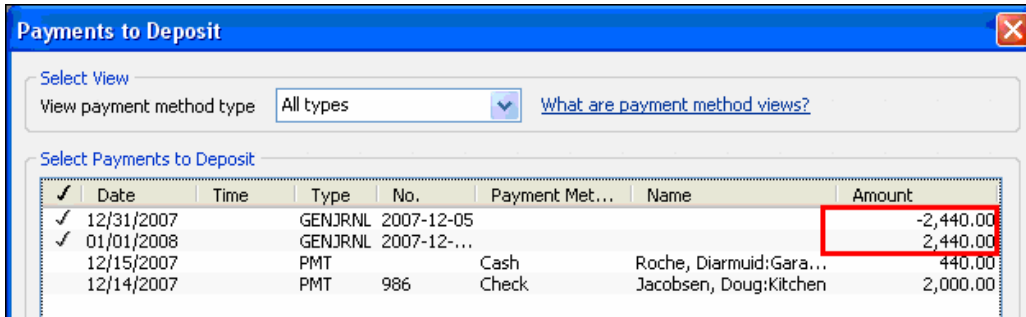 Payments to Deposit
Select View
View payment method type All types What are payment method views?
Select Payments to Deposit
✓ Date Time Type No. Payment Met... Name Amount
✓ 12/31/2007 GENJRNL 2007-12-05 -2,440.00
✓ 01/01/2008 GENJRNL 2007-12-... 2,440.00
12/15/2007 PMT Cash Roche, Diarmuid:Gara... 440.00
12/14/2007 PMT 986 Check Jacobsen, Doug:Kitchen 2,000.00